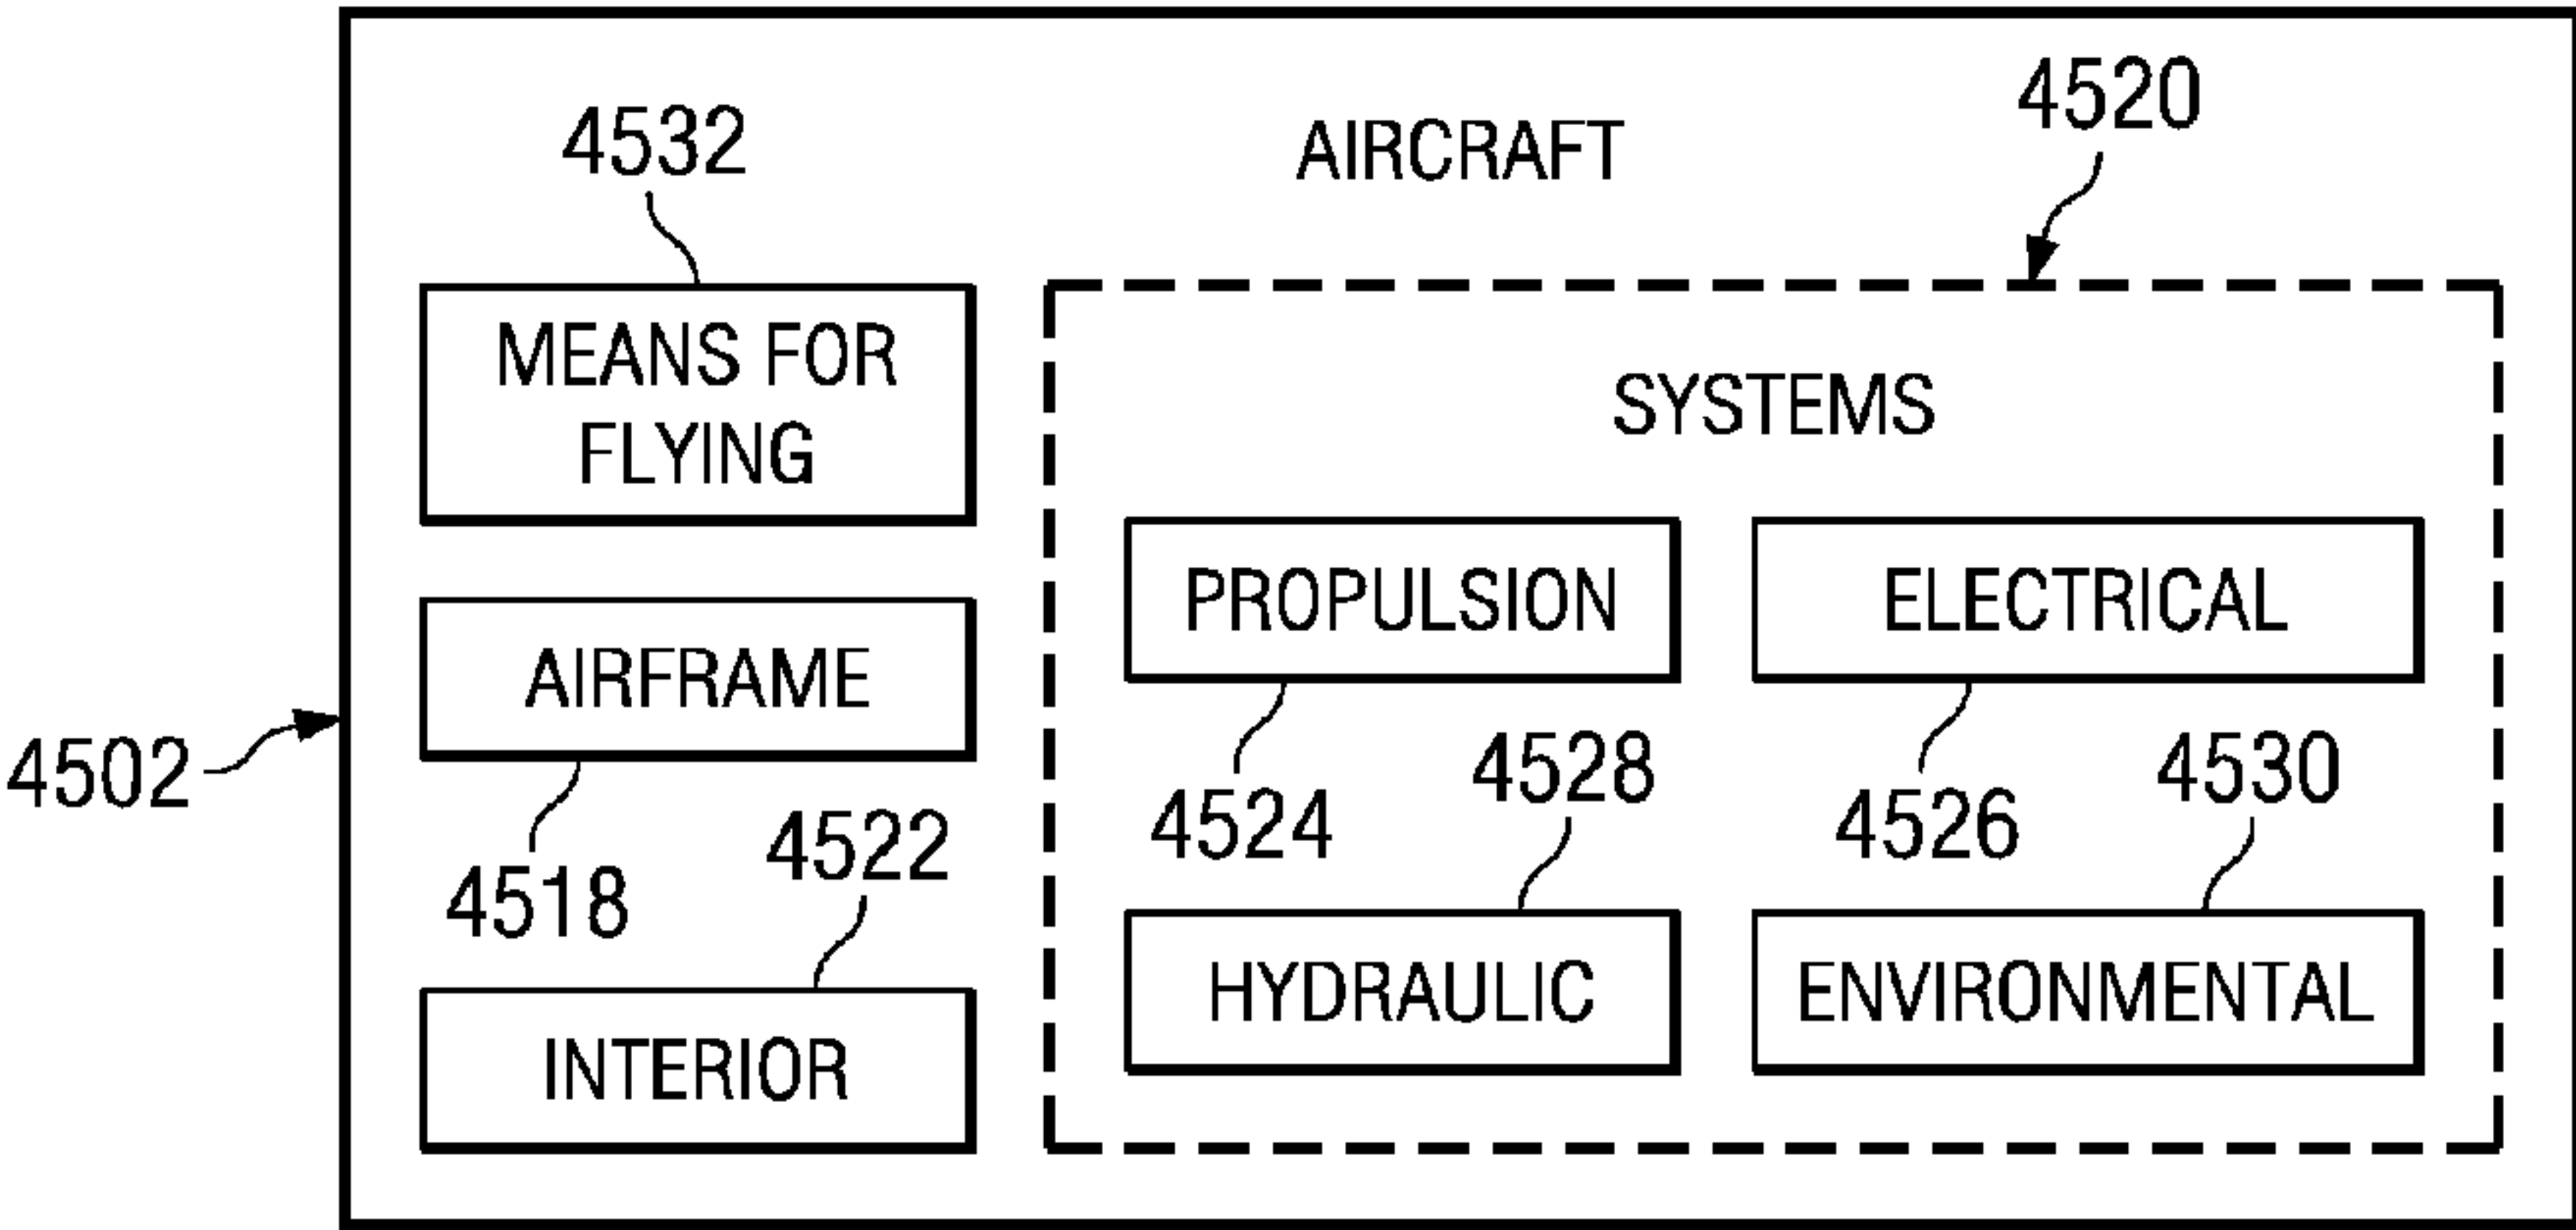 4520
4532
AIRCRAFT
MEANS FOR
FLYING
SYSTEMS
PROPULSION
ELECTRICAL
AIRFRAME
4502
4528
4530
4524
4526
4522
4518
HYDRAULIC
ENVIRONMENTAL
INTERIOR